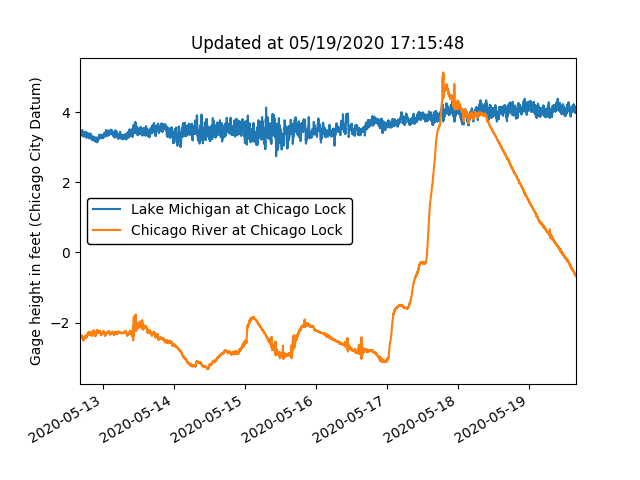 Updated at 05/19/2020 17:15:48
Gage height in feet (Chicago City Datum)
4
2
0
−2
Lake Michigan at Chicago Lock
Chicago River at Chicago Lock
2020-05-13
2020-05-14
2020-05-15
2020-05-16
2020-05-17
2020-05-18
2020-05-19